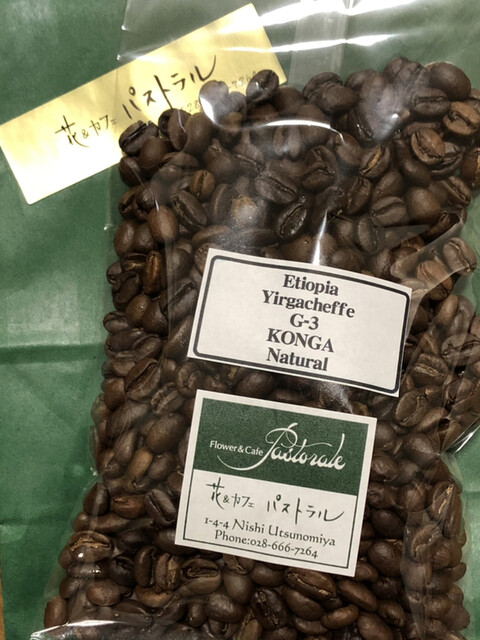 花&カフェ パストラル
Etiopia
Yirgacheffe
G-3
KONGA
Natural
Flower & Cafe Pastorale
花&カフェ パストラル
1-4-4 Nishi Utsunomiya
Phone:028-666-7264